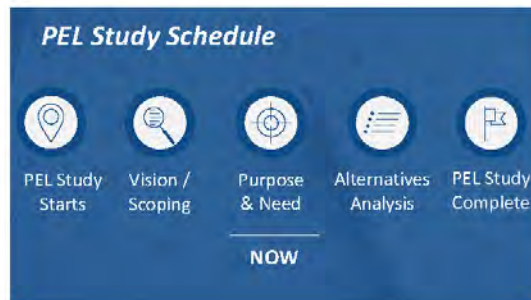 PEL Study Schedule
PEL Study
Starts
Vision /
Scoping
Purpose
& Need
Alternatives
Analysis
PEL Study
Complete
NOW